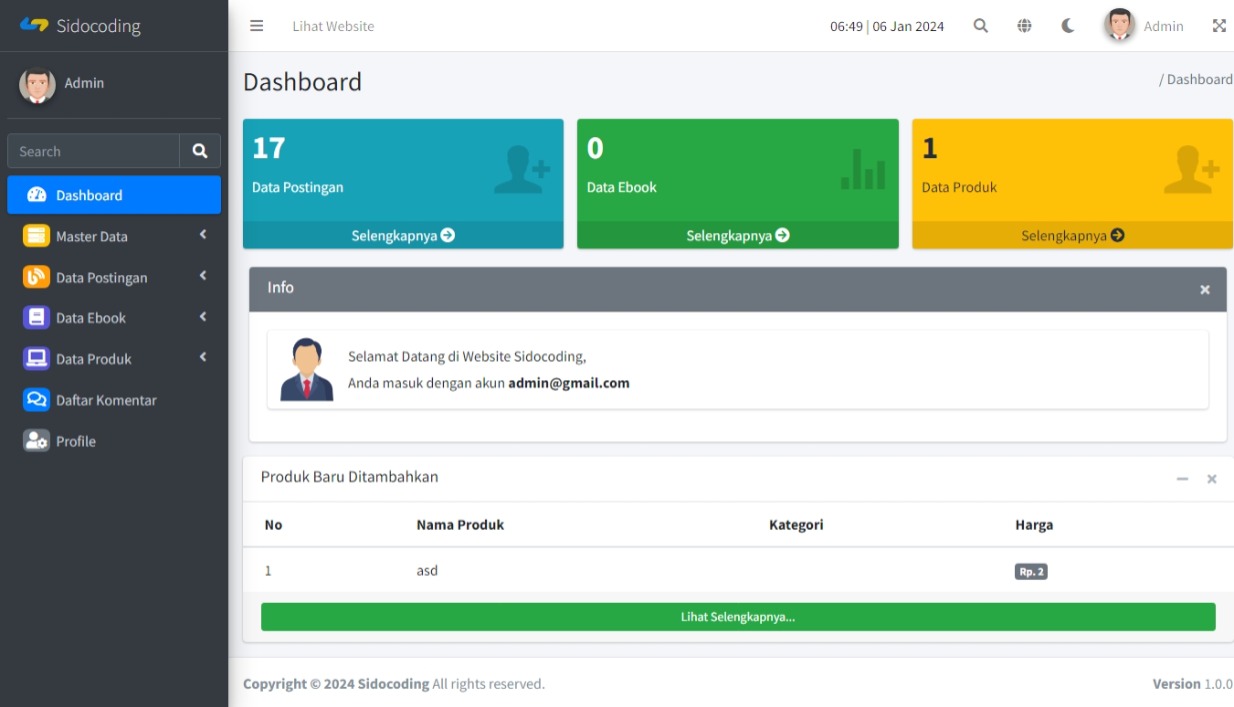 Sidocoding
Lihat Website
06:49 | 06 Jan 2024
Admin
Admin
Search
Dashboard
Master Data
Data Postingan
Data Ebook
Data Produk
Daftar Komentar
Profile
Dashboard
/ Dashboard
17
Data Postingan
Selengkapnya
0
Data Ebook
Selengkapnya
1
Data Produk
Selengkapnya
Info
Selamat Datang di Website Sidocoding,
Anda masuk dengan akun admin@gmail.com
Produk Baru Ditambahkan
No Nama Produk Kategori Harga
1 asd Rp. 2
Lihat Selengkapnya...
Copyright © 2024 Sidocoding All rights reserved.
Version 1.0.0